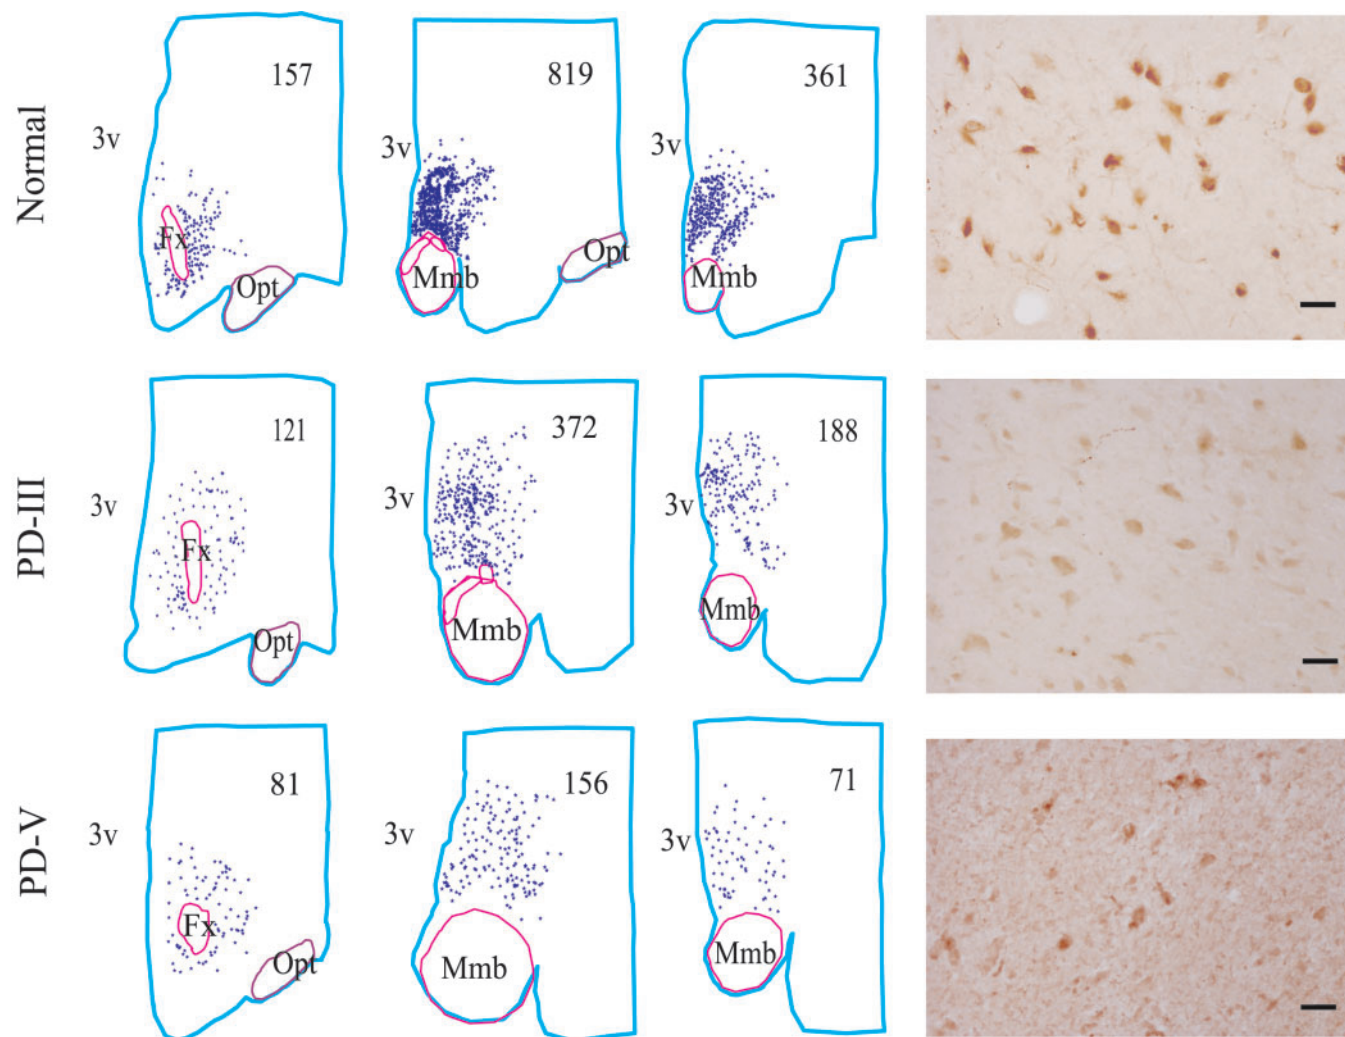 Normal
157
819
361
3v
3v
3v
Fx
Opt
Mmb
Opt
Mmb
PD-III
121
372
188
3v
3v
3v
Fx
Opt
Mmb
Mmb
PD-V
81
156
71
3v
3v
3v
Fx
Opt
Mmb
Mmb